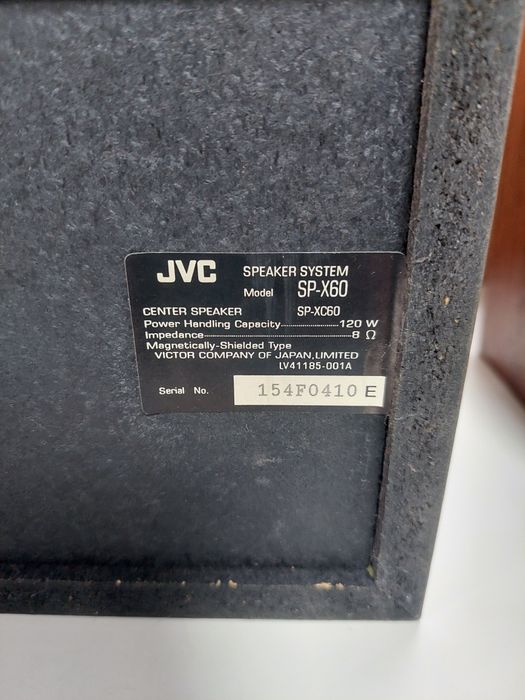 JVC SPEAKER SYSTEM
Model SP-X60
CENTER SPEAKER SP-XC60
Power Handling Capacity..................120 W
Impedance........................................8 Ω
Magnetically-Shielded Type
VICTOR COMPANY OF JAPAN,LIMITED
LV41185-001A
Serial No. 154F0410 E